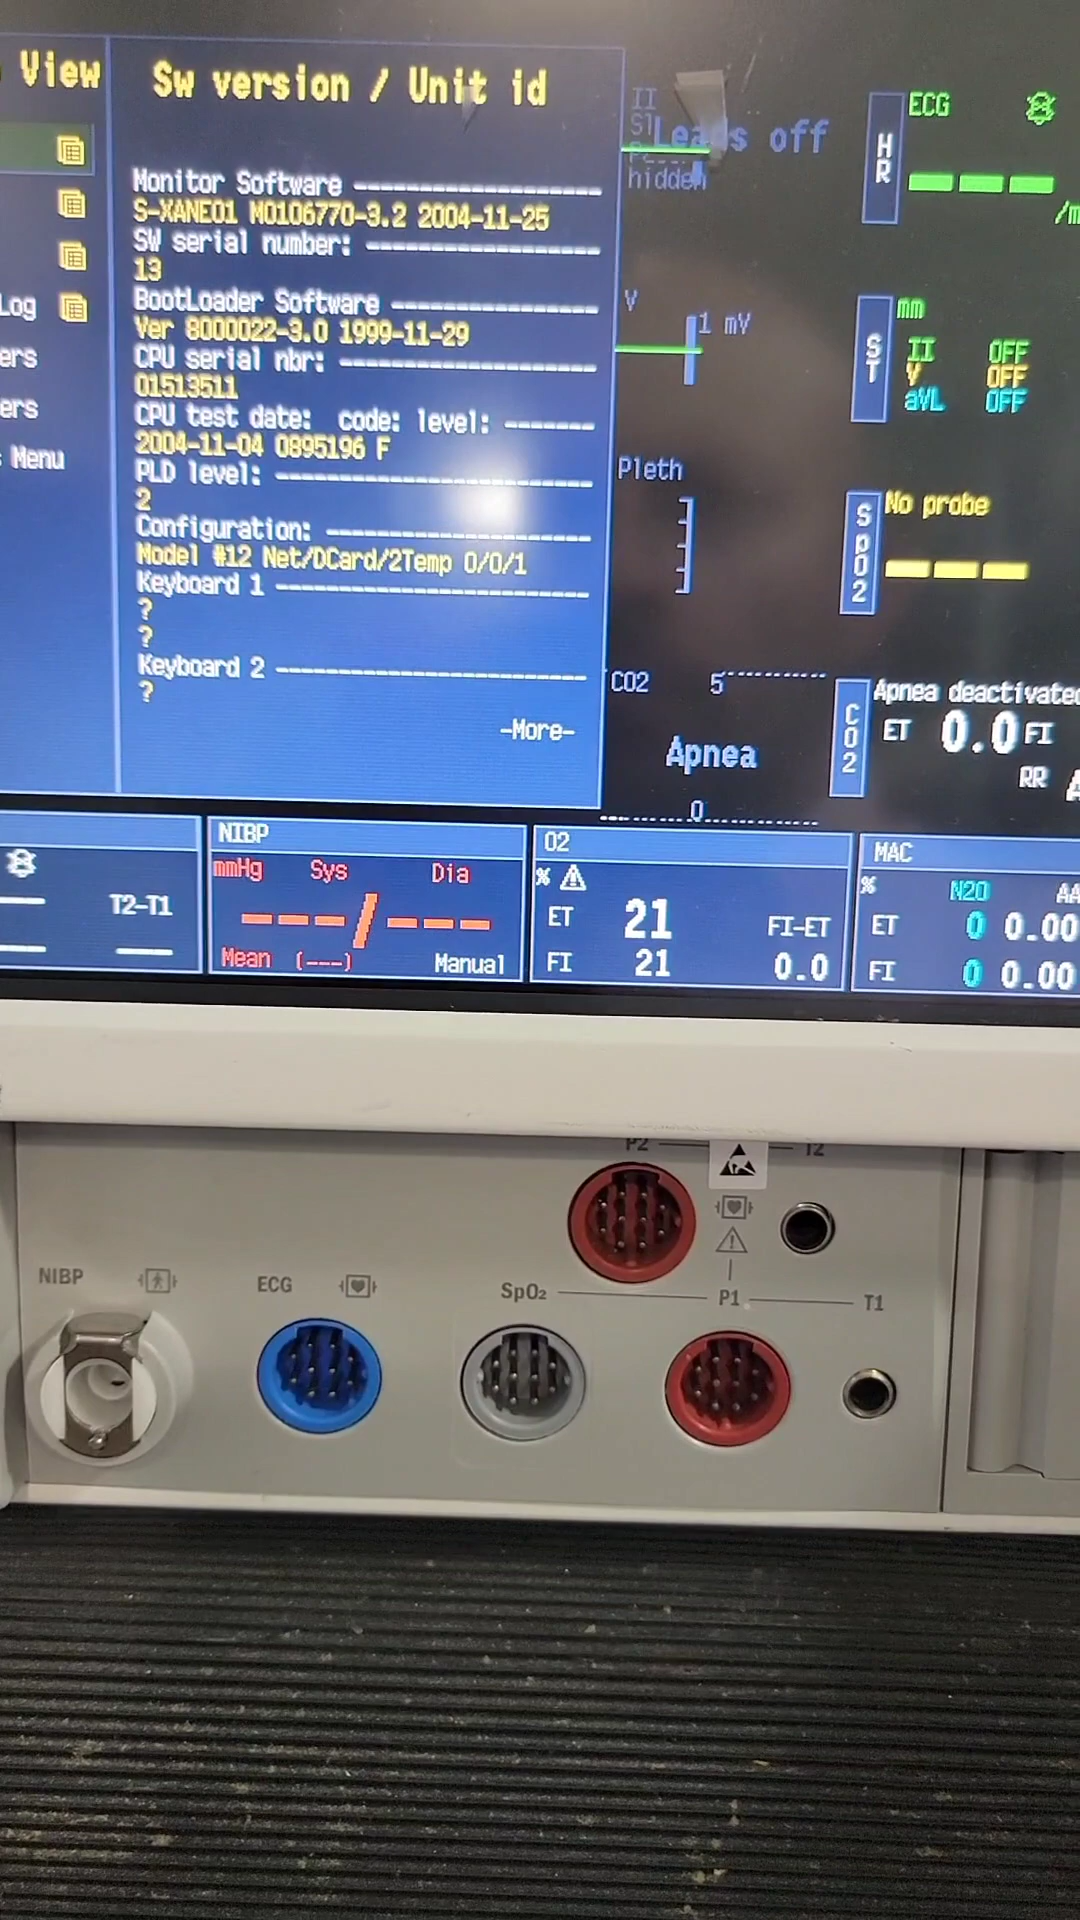 View
Sw version / Unit id
Monitor Software
S-XANE01 M0106770-3.2 2004-11-25
SW serial number:
13
BootLoader Software
Ver 8000022-3.0 1999-11-29
CPU serial nbr:
01513511
CPU test date: code: level:
2004-11-04 0895196 F
PLD level:
2
Configuration:
Model #12 Net/DCard/2Temp 0/0/1
Keyboard 1
?
?
Keyboard 2
?
-More-
Log
ers
ers
Menu
II
hidden
Leads off
V
1 mV
Pleth
CO2 5
Apnea
0
HR
ECG
---
/m
ST
mm
II OFF
V OFF
aVL OFF
SpO2
No probe
---
CO2
Apnea deactivated
ET 0.0 FI
RR
T2-T1
NIBP
mmHg Sys Dia
---/---
Mean (---) Manual
O2
%
ET 21 FI-ET
FI 21 0.0
MAC
% N2O AA
ET 0 0.00
FI 0 0.00
P2 T2
NIBP ECG SpO2 P1 T1